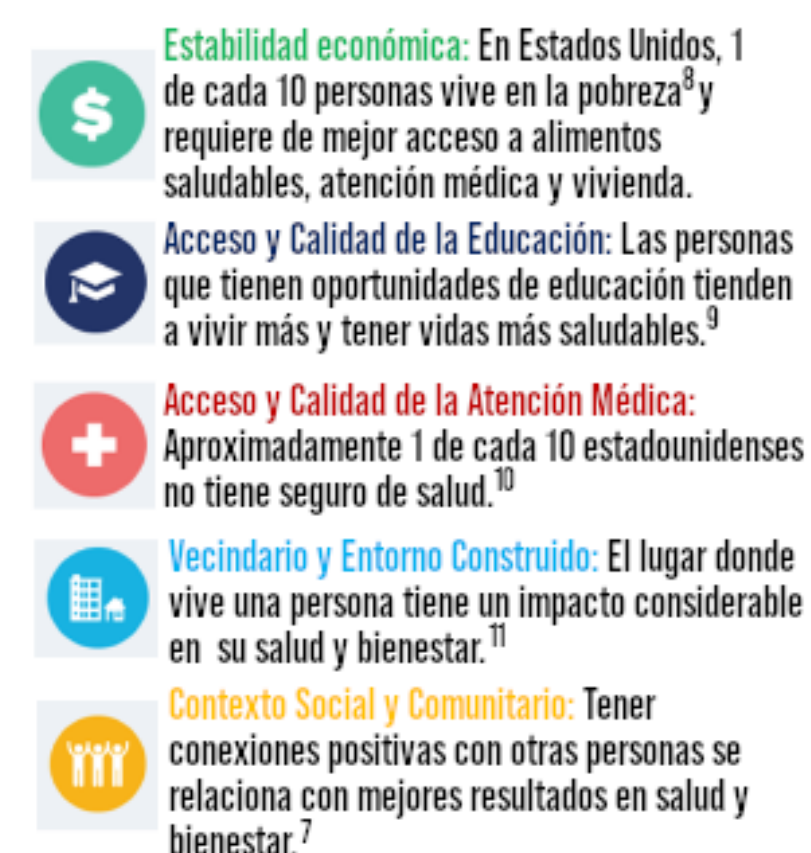 Estabilidad económica: En Estados Unidos, 1
de cada 10 personas vive en la pobreza⁸ y
requiere de mejor acceso a alimentos
saludables, atención médica y vivienda.
Acceso y Calidad de la Educación: Las personas
que tienen oportunidades de educación tienden
a vivir más y tener vidas más saludables.⁹
Acceso y Calidad de la Atención Médica:
Aproximadamente 1 de cada 10 estadounidenses
no tiene seguro de salud.¹⁰
Vecindario y Entorno Construido: El lugar donde
vive una persona tiene un impacto considerable
en su salud y bienestar.¹¹
Contexto Social y Comunitario: Tener
conexiones positivas con otras personas se
relaciona con mejores resultados en salud y
bienestar.⁷